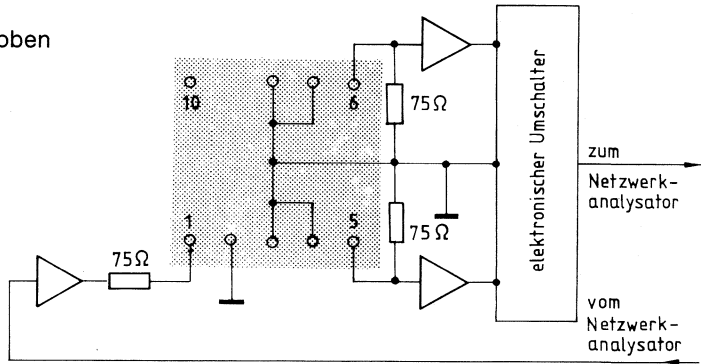 oben
10
6
75Ω
1
5
75Ω
75Ω
elektronischer Umschalter
zum
Netzwerk-
analysator
vom
Netzwerk-
analysator